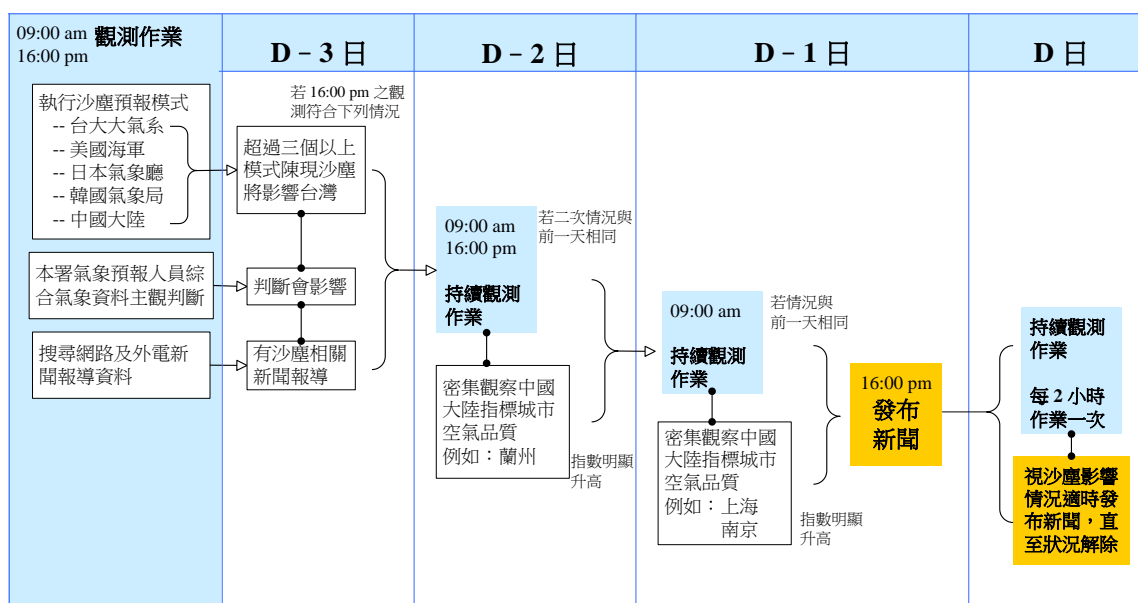 09:00 am 觀測作業
16:00 pm
D－3 日
D－2 日
D－1 日
D 日
執行沙塵預報模式
-- 台大大氣系
-- 美國海軍
-- 日本氣象廳
-- 韓國氣象局
-- 中國大陸
本署氣象預報人員綜
合氣象資料主觀判斷
搜尋網路及外電新
聞報導資料
若 16:00 pm 之觀
測符合下列情況
超過三個以上
模式陳現沙塵
將影響台灣
判斷會影響
有沙塵相關
新聞報導
09:00 am
16:00 pm
持續觀測
作業
若二次情況與
前一天相同
密集觀察中國
大陸指標城市
空氣品質
例如：蘭州
指數明顯
升高
09:00 am
持續觀測
作業
若情況與
前一天相同
密集觀察中國
大陸指標城市
空氣品質
例如：上海
南京
指數明顯
升高
16:00 pm
發布
新聞
持續觀測
作業
每 2 小時
作業一次
視沙塵影響
情況適時發
布新聞，直
至狀況解除